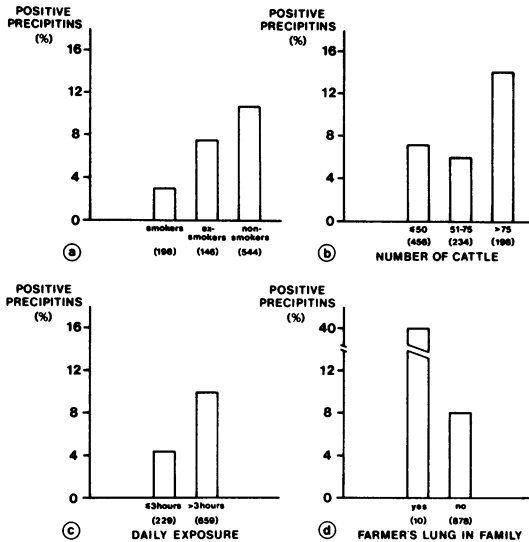 POSITIVE
PRECIPITINS
(%)
16
12
8
4
0
smokers
ex-
smokers
non-
smokers
(198)
(146)
(544)
a
POSITIVE
PRECIPITINS
(%)
16
12
8
4
0
≤50
51-75
>75
(456)
(234)
(198)
b
NUMBER OF CATTLE
POSITIVE
PRECIPITINS
(%)
16
12
8
4
0
≤3hours
>3hours
(229)
(659)
c
DAILY EXPOSURE
POSITIVE
PRECIPITINS
(%)
40
12
8
4
0
yes
no
(10)
(878)
d
FARMER'S LUNG IN FAMILY